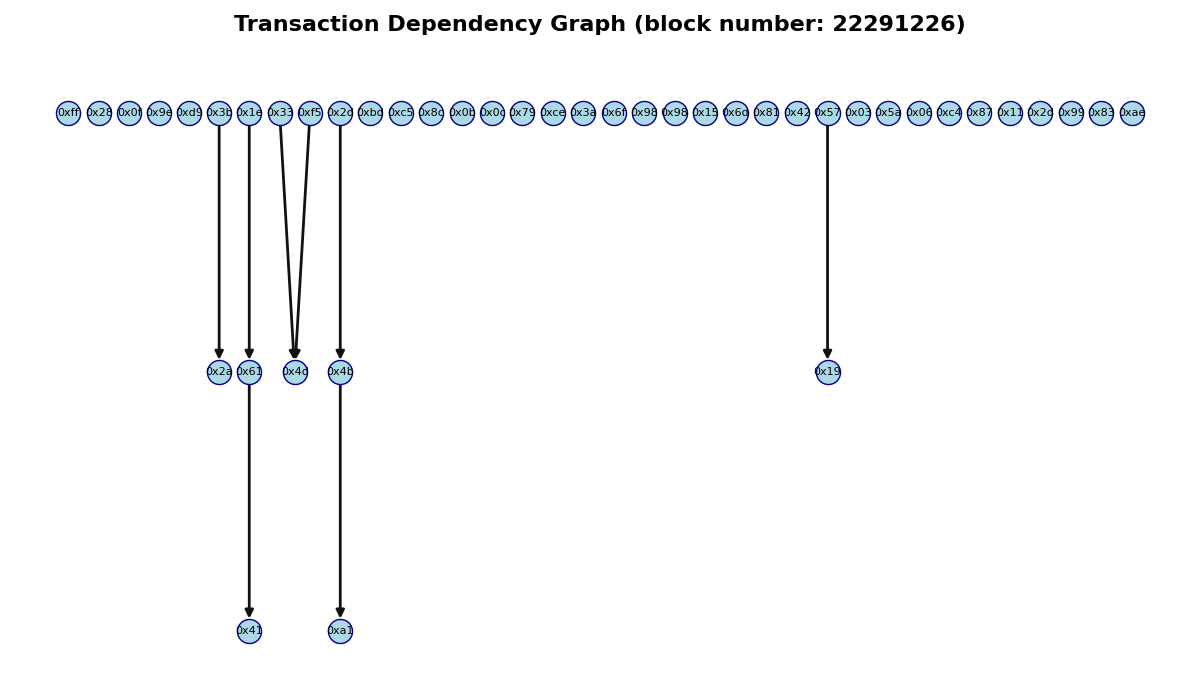 Transaction Dependency Graph (block number: 22291226)
0xff 0x28 0x0f 0x9e 0xd9 0x3b 0x1e 0x33 0xf5 0x2d 0xbd 0xc5 0x8c 0x0b 0x0c 0x79 0xce 0x3a 0x6f 0x98 0x98 0x15 0x6d 0x81 0x42 0x57 0x03 0x5a 0x06 0xc4 0x87 0x11 0x2d 0x99 0x83 0xae
0x2a 0x61 0x4d 0x4b 0x19
0x41 0xa1